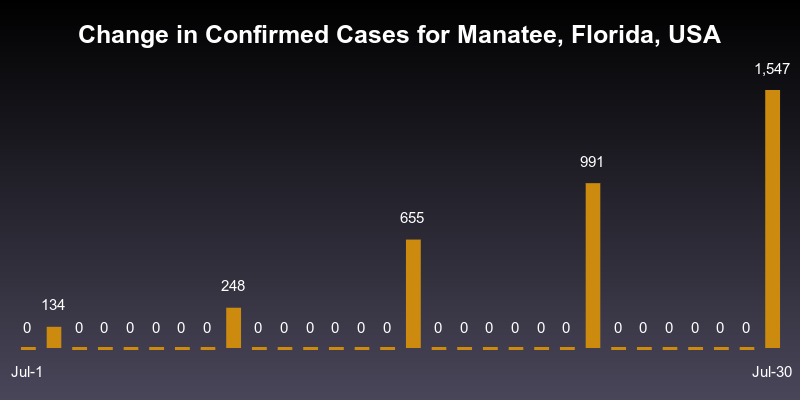 Change in Confirmed Cases for Manatee, Florida, USA
1,547
991
655
248
134
0 0 0 0 0 0 0 0 0 0 0 0 0 0 0 0 0 0 0 0 0 0 0 0 0
Jul-1 Jul-30